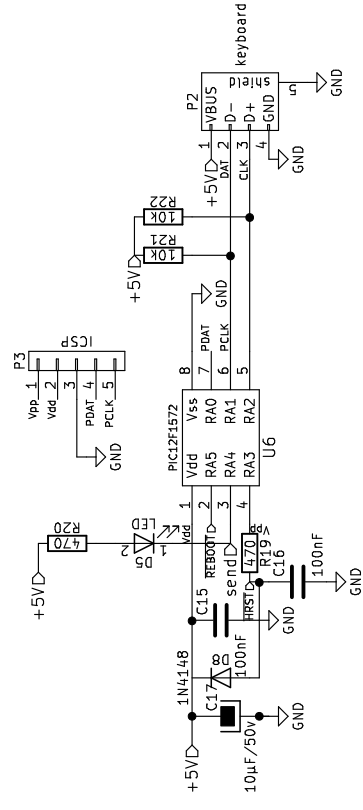 keyboard
P2
shield
VBUS
D-
D+
GND
1
2
3
4
5
+5V
DAT
CLK
GND
GND
R22
10k
R21
10k
+5V
P3
ICSP
1
2
3
4
5
Vpp
Vdd
PDAT
PCLK
GND
GND
8
7
6
5
PDAT
PCLK
PIC12F1572
Vdd
RA5
RA4
RA3
Vss
RA0
RA1
RA2
U6
1
2
3
4
Vdd
REBOOT
send
Vpp
R20
470
+5V
D5
LED
2
1
470
R19
HRST
C16
100nF
GND
C15
100nF
GND
D8
1N4148
C17
10µF/50v
+5V
GND